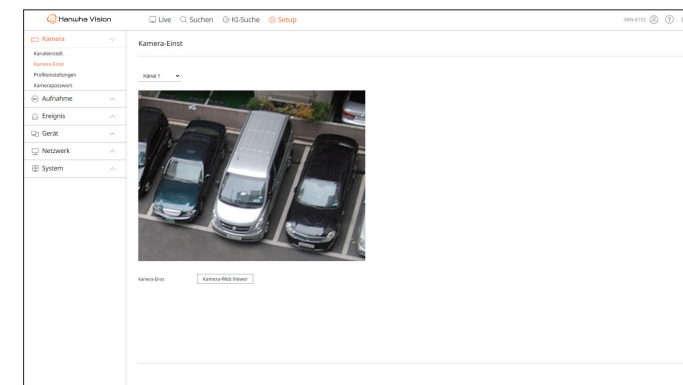 Hanwha Vision
Live Suchen KI-Suche Setup
Kamera
Kanaleinstell.
Kamera-Einst
Profileinstellungen
Kamerapasswort
Aufnahme
Ereignis
Gerät
Netzwerk
System
Kamera-Einst
Kanal 1
Kamera-Einst
Kamera-Web Viewer